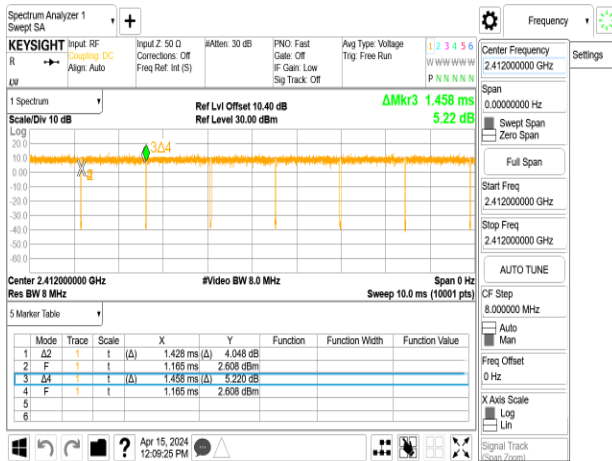 Spectrum Analyzer 1
Swept SA
+
Frequency
KEYSIGHT Input: RF Input Z: 50 Ω #Atten: 30 dB PNO: Fast Avg Type: Voltage 1 2 3 4 5 6
R Coupling: DC Corrections: Off Gate: Off Trig: Free Run W W W W W W
Align: Auto Freq Ref: Int (S) IF Gain: Low
Sig Track: Off P N N N N N
1 Spectrum
Ref Lvl Offset 10.40 dB ΔMkr3 1.458 ms
Scale/Div 10 dB Ref Level 30.00 dBm 5.22 dB
Log
20.0
3Δ4
10.0
0.00
-10.0
-20.0
-30.0
-40.0
-50.0
-60.0
Center 2.412000000 GHz #Video BW 8.0 MHz Span 0 Hz
Res BW 8 MHz Sweep 10.0 ms (10001 pts)
5 Marker Table
Mode Trace Scale X Y Function Function Width Function Value
1 Δ2 1 t (Δ) 1.428 ms (Δ) 4.048 dB
2 F 1 t 1.165 ms 2.608 dBm
3 Δ4 1 t (Δ) 1.458 ms (Δ) 5.220 dB
4 F 1 t 1.165 ms 2.608 dBm
5
6
?
Apr 15, 2024
12:09:25 PM
Center Frequency
2.412000000 GHz
Settings
Span
0.00000000 Hz
Swept Span
Zero Span
Full Span
Start Freq
2.412000000 GHz
Stop Freq
2.412000000 GHz
AUTO TUNE
CF Step
8.000000 MHz
Auto
Man
Freq Offset
0 Hz
X Axis Scale
Log
Lin
Signal Track
(Span Zoom)